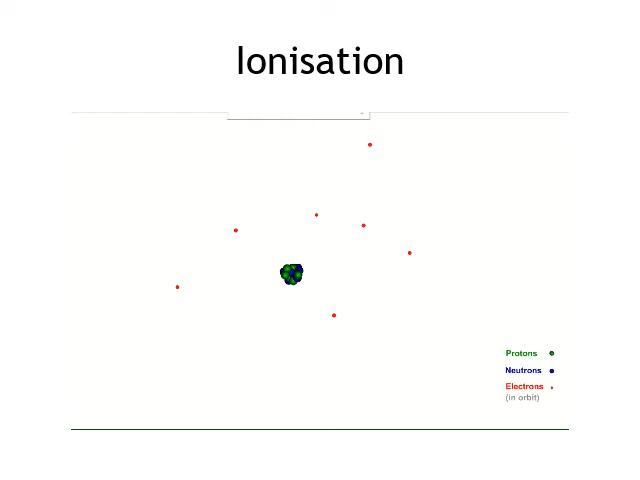 Ionisation
Protons
Neutrons
Electrons
(in orbit)